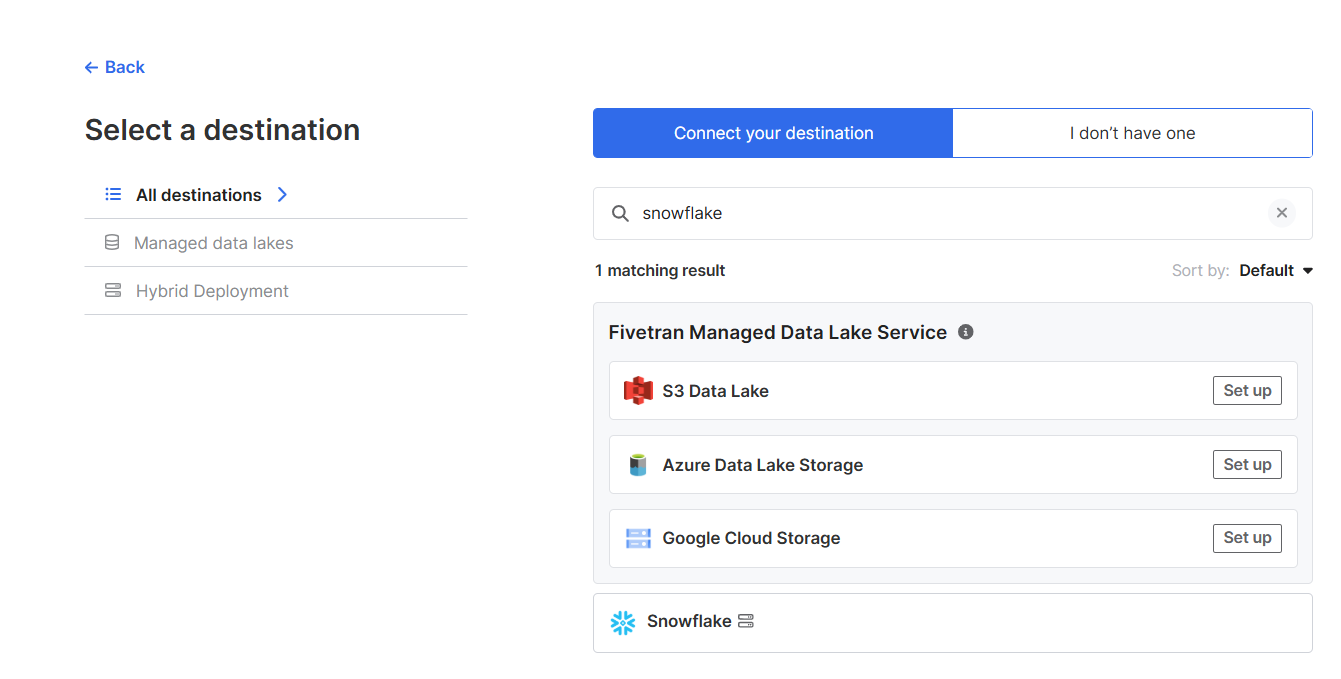 ← Back
Select a destination
All destinations
Managed data lakes
Hybrid Deployment
Connect your destination
I don’t have one
snowflake
1 matching result
Sort by: Default
Fivetran Managed Data Lake Service
S3 Data Lake
Set up
Azure Data Lake Storage
Set up
Google Cloud Storage
Set up
Snowflake